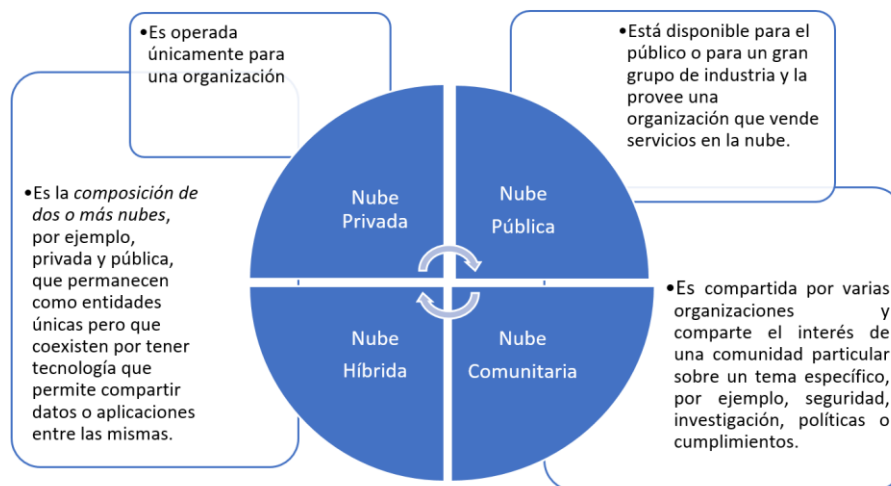 •Es operada
únicamente para
una organización
•Está disponible para el
público o para un gran
grupo de industria y la
provee una
organización que vende
servicios en la nube.
Nube
Privada
Nube
Pública
•Es la composición de
dos o más nubes,
por ejemplo,
privada y pública,
que permanecen
como entidades
únicas pero que
coexisten por tener
tecnología que
permite compartir
datos o aplicaciones
entre las mismas.
Nube
Híbrida
Nube
Comunitaria
•Es compartida por varias
organizaciones y
comparte el interés de
una comunidad particular
sobre un tema específico,
por ejemplo, seguridad,
investigación, políticas o
cumplimientos.